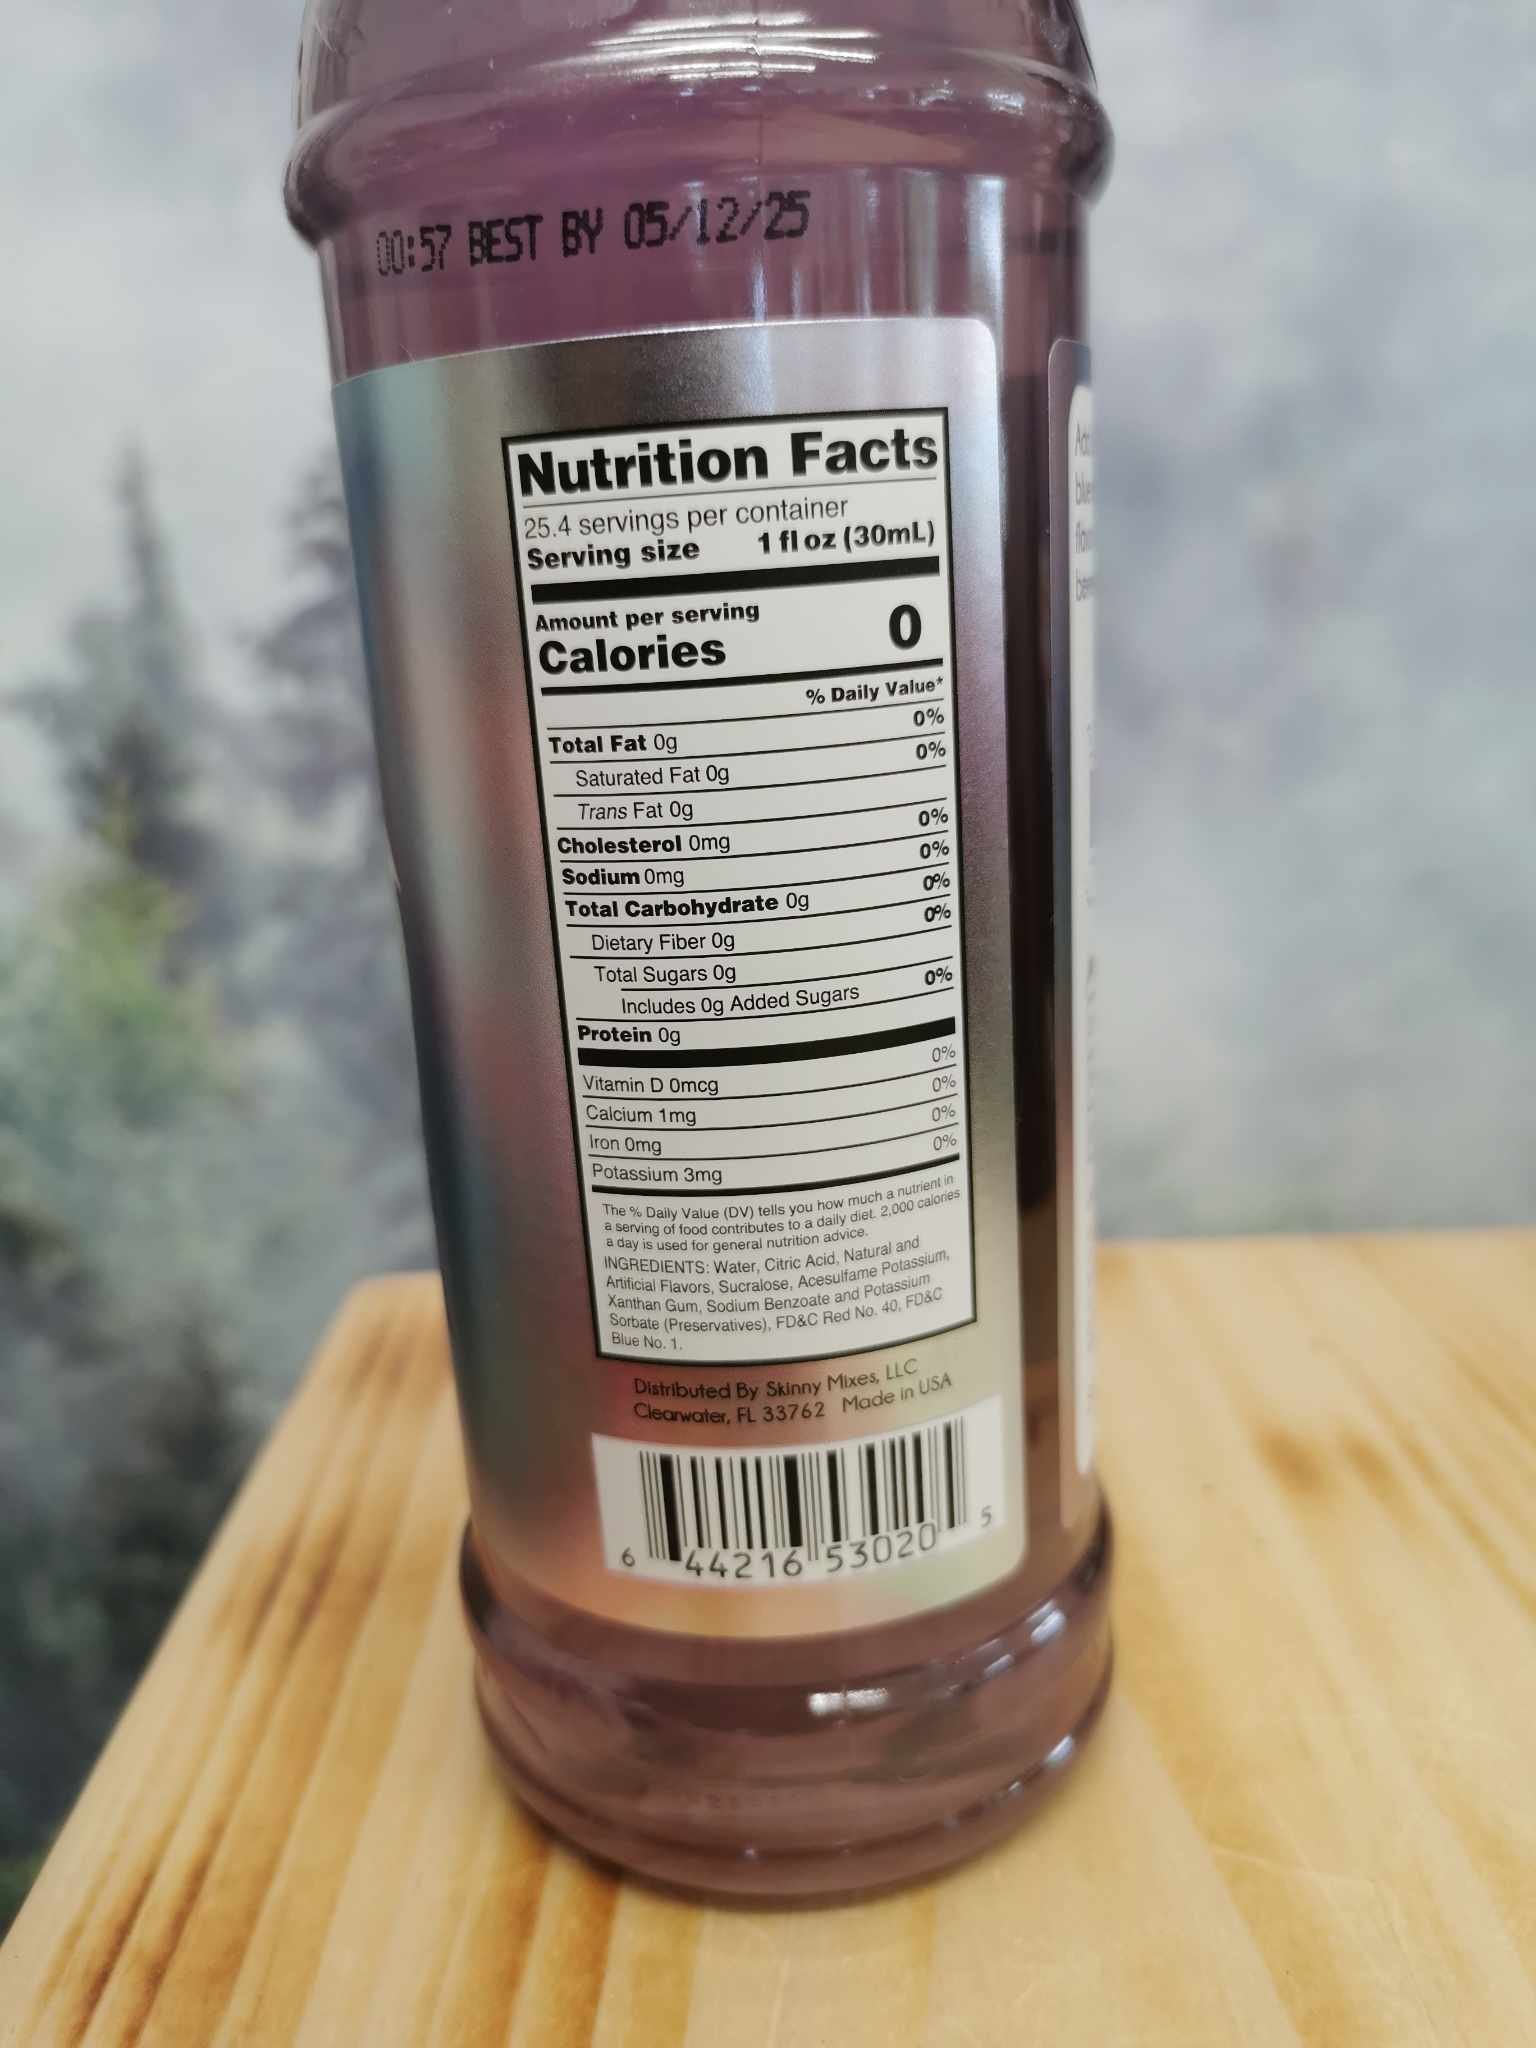 00:57 BEST BY 05/12/25
Nutrition Facts
25.4 servings per container
Serving size 1 fl oz (30mL)
Amount per serving
Calories 0
% Daily Value*
Total Fat 0g 0%
Saturated Fat 0g 0%
Trans Fat 0g
Cholesterol 0mg 0%
Sodium 0mg 0%
Total Carbohydrate 0g 0%
Dietary Fiber 0g 0%
Total Sugars 0g
Includes 0g Added Sugars 0%
Protein 0g
Vitamin D 0mcg 0%
Calcium 1mg 0%
Iron 0mg 0%
Potassium 3mg 0%
The % Daily Value (DV) tells you how much a nutrient in
a serving of food contributes to a daily diet. 2,000 calories
a day is used for general nutrition advice.
INGREDIENTS: Water, Citric Acid, Natural and
Artificial Flavors, Sucralose, Acesulfame Potassium,
Xanthan Gum, Sodium Benzoate and Potassium
Sorbate (Preservatives), FD&C Red No. 40, FD&C
Blue No. 1.
Distributed By Skinny Mixes, LLC
Clearwater, FL 33762 Made in USA
6 44216 53020 5